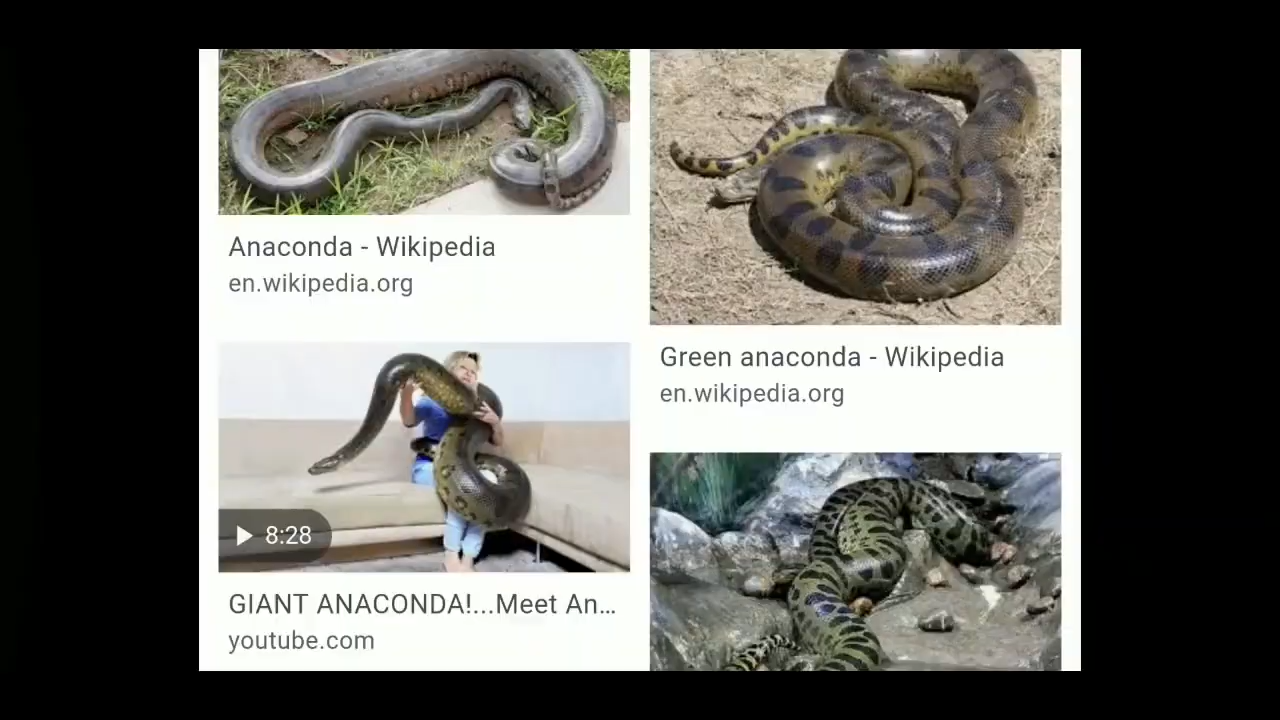 Anaconda - Wikipedia
en.wikipedia.org
Green anaconda - Wikipedia
en.wikipedia.org
8:28
GIANT ANACONDA!...Meet An...
youtube.com